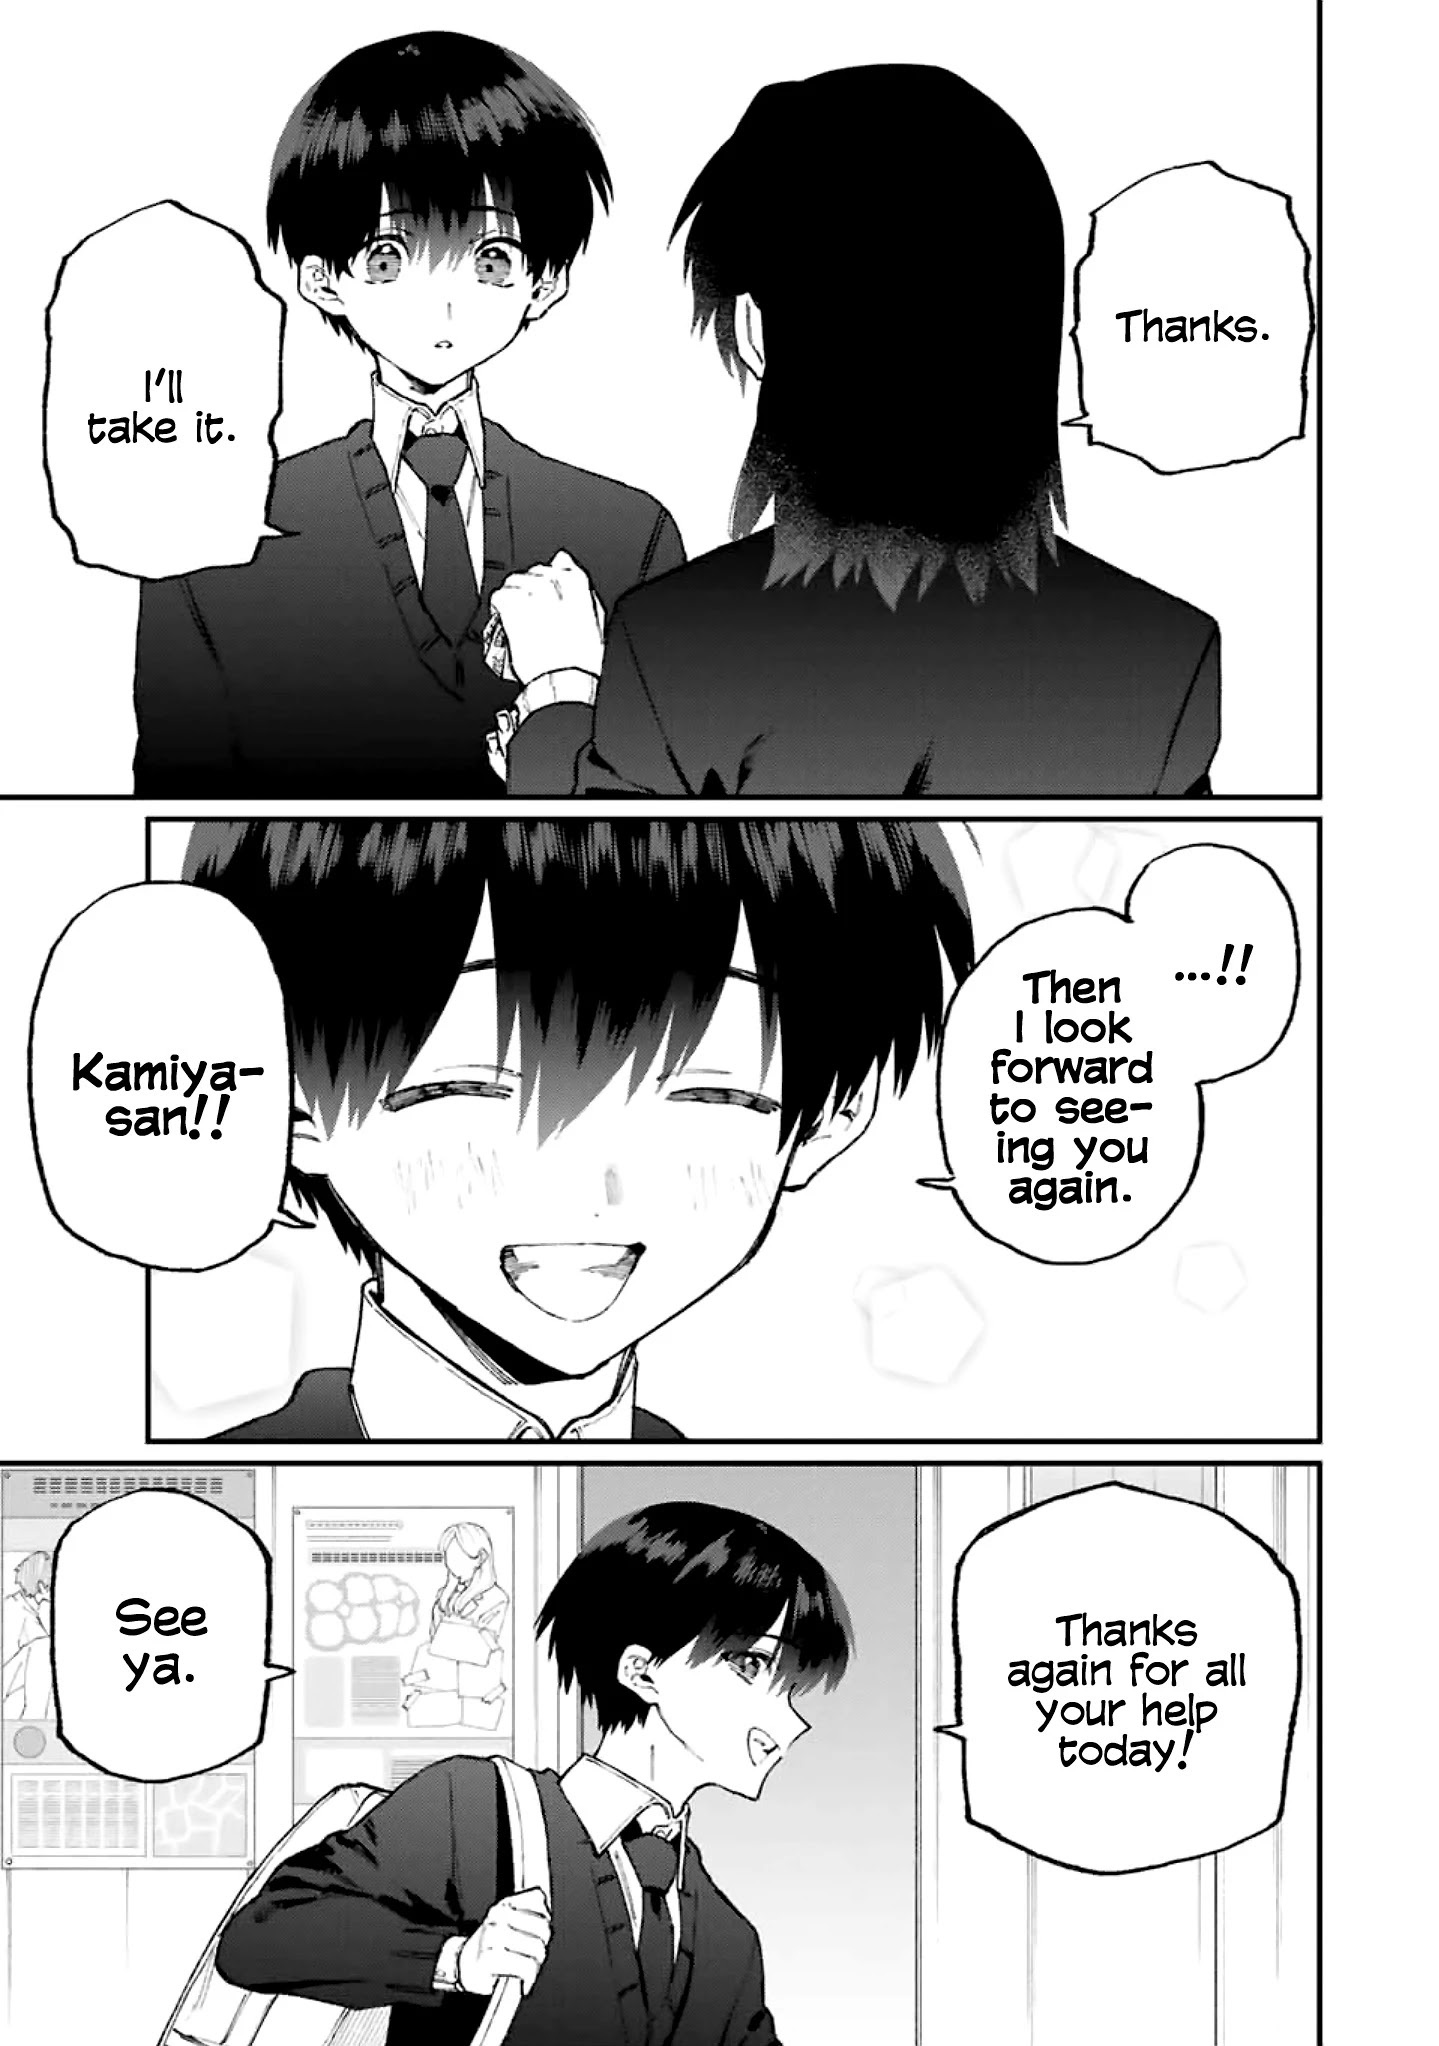 Thanks.
I'll
take it.
...!!
Then
I look
forward
to see-
ing you
again.
Kamiya-
san!!
Thanks
again for all
your help
today!
See
ya.